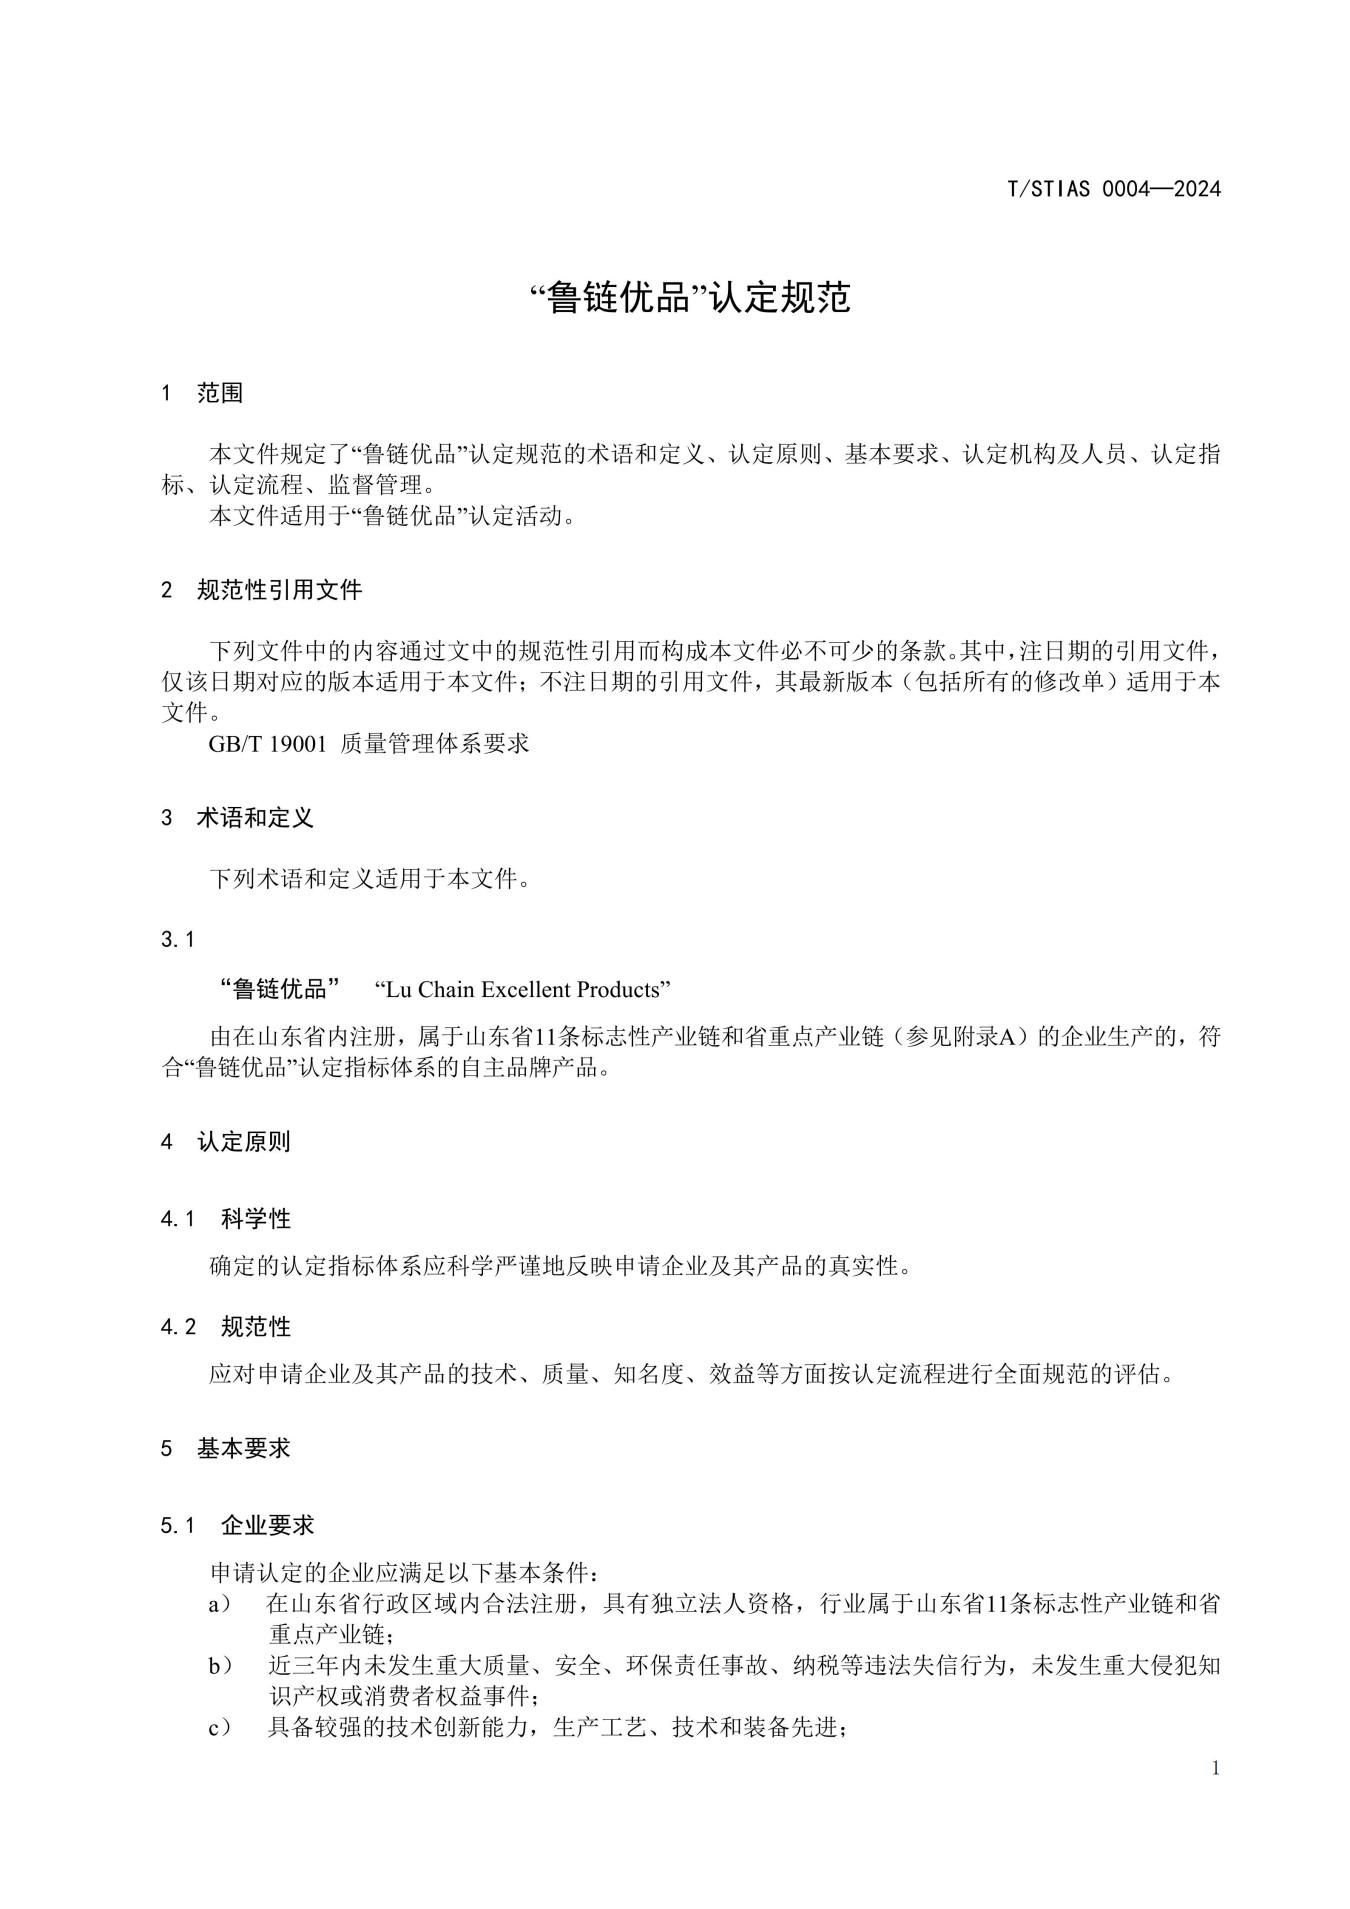 T/STIAS 0004—2024
“鲁链优品”认定规范
1 范围
本文件规定了“鲁链优品”认定规范的术语和定义、认定原则、基本要求、认定机构及人员、认定指
标、认定流程、监督管理。
本文件适用于“鲁链优品”认定活动。
2 规范性引用文件
下列文件中的内容通过文中的规范性引用而构成本文件必不可少的条款。其中，注日期的引用文件，
仅该日期对应的版本适用于本文件；不注日期的引用文件，其最新版本（包括所有的修改单）适用于本
文件。
GB/T 19001 质量管理体系要求
3 术语和定义
下列术语和定义适用于本文件。
3.1
“鲁链优品” “Lu Chain Excellent Products”
由在山东省内注册，属于山东省11条标志性产业链和省重点产业链（参见附录A）的企业生产的，符
合“鲁链优品”认定指标体系的自主品牌产品。
4 认定原则
4.1 科学性
确定的认定指标体系应科学严谨地反映申请企业及其产品的真实性。
4.2 规范性
应对申请企业及其产品的技术、质量、知名度、效益等方面按认定流程进行全面规范的评估。
5 基本要求
5.1 企业要求
申请认定的企业应满足以下基本条件：
a） 在山东省行政区域内合法注册，具有独立法人资格，行业属于山东省11条标志性产业链和省
重点产业链；
b） 近三年内未发生重大质量、安全、环保责任事故、纳税等违法失信行为，未发生重大侵犯知
识产权或消费者权益事件；
c） 具备较强的技术创新能力，生产工艺、技术和装备先进；
1